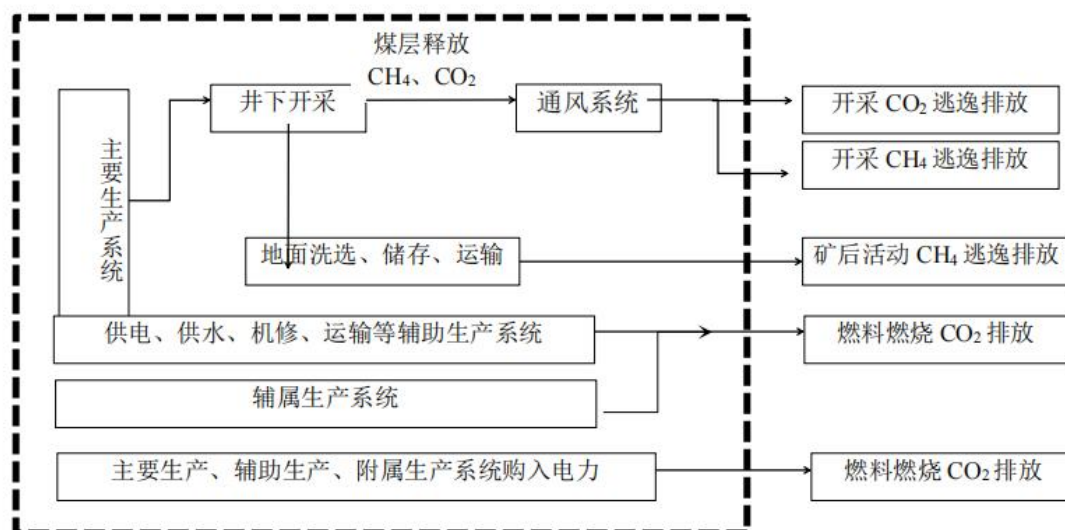 煤层释放
CH₄、CO₂
井下开采
通风系统
开采 CO₂ 逃逸排放
开采 CH₄ 逃逸排放
主要生产系统
地面洗选、储存、运输
矿后活动 CH₄ 逃逸排放
供电、供水、机修、运输等辅助生产系统
燃料燃烧 CO₂ 排放
辅属生产系统
主要生产、辅助生产、附属生产系统购入电力
燃料燃烧 CO₂ 排放